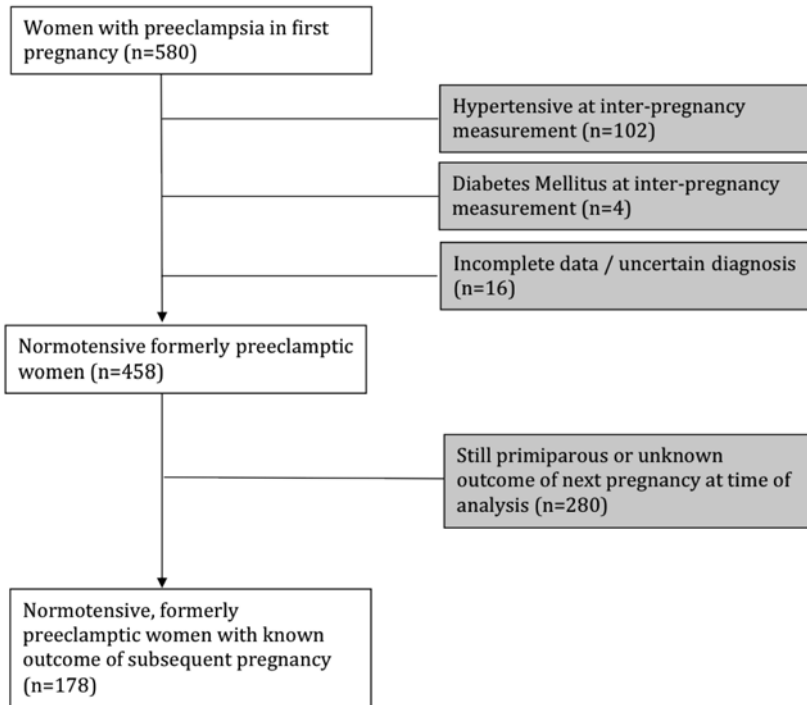 Women with preeclampsia in first
pregnancy (n=580)
Hypertensive at inter-pregnancy
measurement (n=102)
Diabetes Mellitus at inter-pregnancy
measurement (n=4)
Incomplete data / uncertain diagnosis
(n=16)
Normotensive formerly preeclamptic
women (n=458)
Still primiparous or unknown
outcome of next pregnancy at time of
analysis (n=280)
Normotensive, formerly
preeclamptic women with known
outcome of subsequent pregnancy
(n=178)